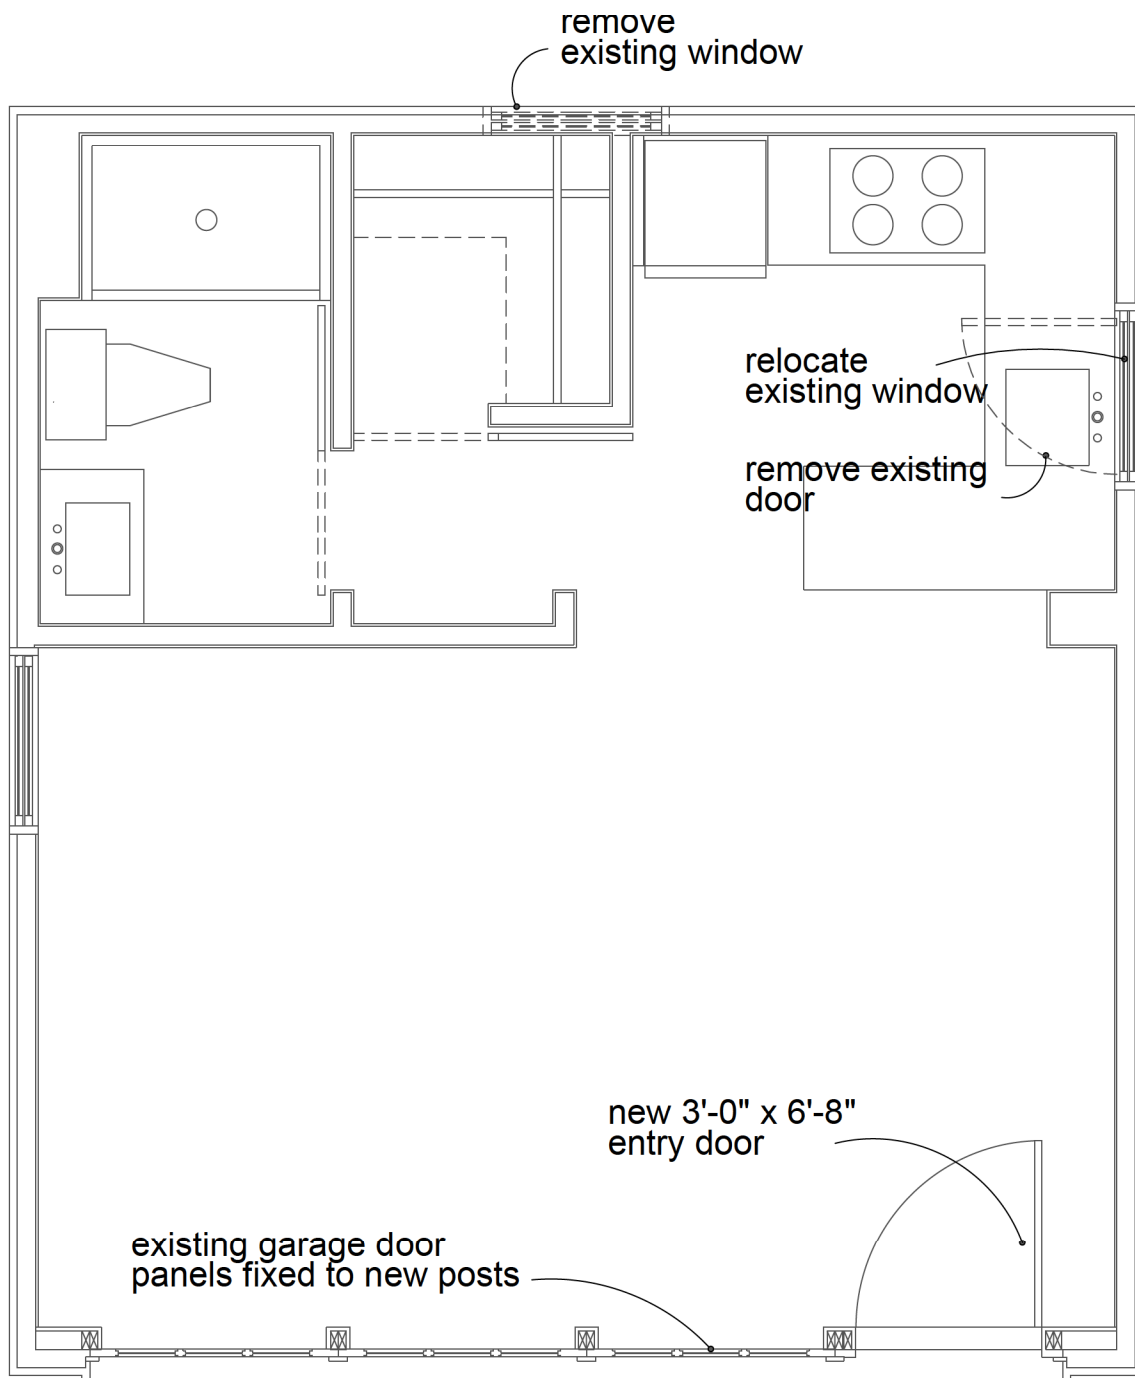 remove
existing window
relocate
existing window
remove existing
door
new 3'-0" x 6'-8"
entry door
existing garage door
panels fixed to new posts